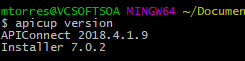 mtorres@VCSOFTSOA MINGW64 ~/Documen
$ apicup version
APIConnect 2018.4.1.9
Installer 7.0.2